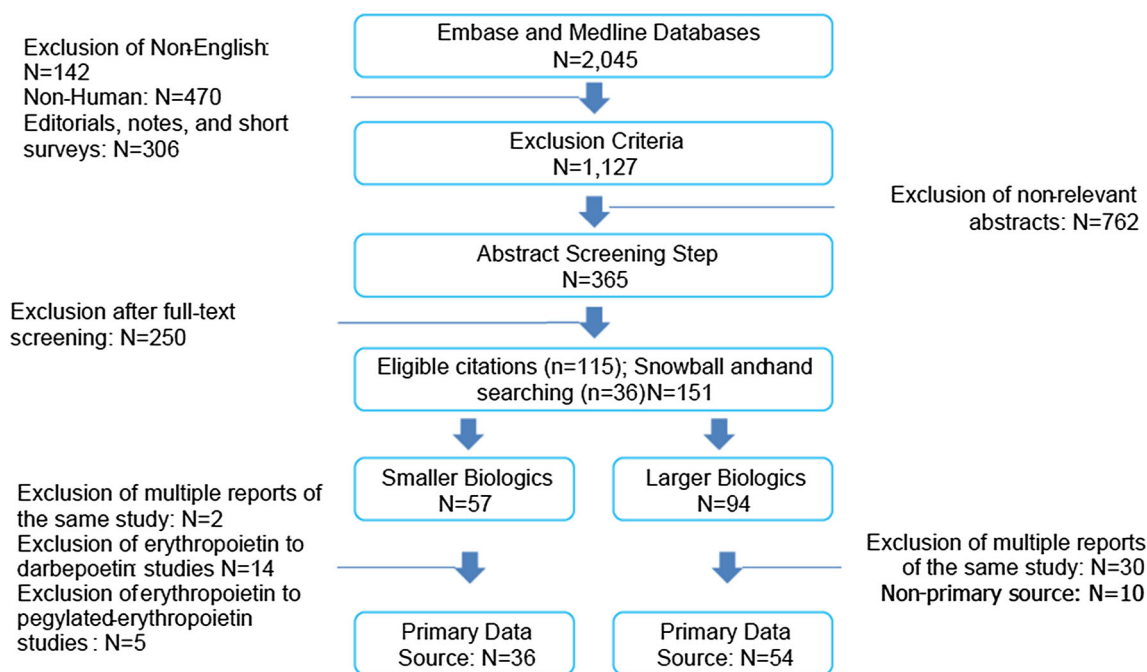 Embase and Medline Databases
N=2,045
Exclusion of Non-English:
N=142
Non-Human: N=470
Editorials, notes, and short
surveys: N=306
Exclusion Criteria
N=1,127
Exclusion of non-relevant
abstracts: N=762
Abstract Screening Step
N=365
Exclusion after full-text
screening: N=250
Eligible citations (n=115); Snowball and hand
searching (n=36)N=151
Smaller Biologics
N=57
Larger Biologics
N=94
Exclusion of multiple reports of
the same study: N=2
Exclusion of erythropoietin to
darbepoetin studies N=14
Exclusion of erythropoietin to
pegylated-erythropoietin
studies : N=5
Exclusion of multiple reports
of the same study: N=30
Non-primary source: N=10
Primary Data
Source: N=36
Primary Data
Source: N=54